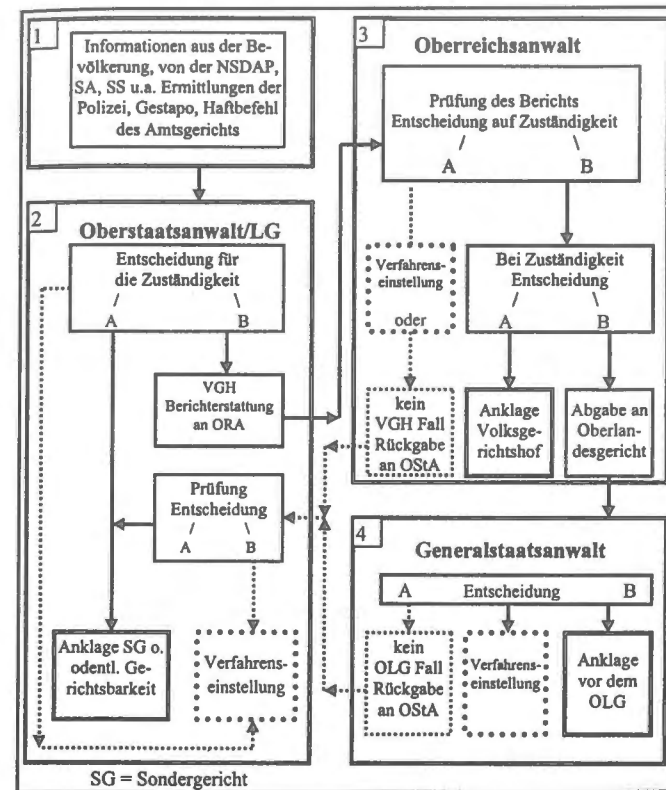 1
Informationen aus der Be-
völkerung, von der NSDAP,
SA, SS u.a. Ermittlungen der
Polizei, Gestapo, Haftbefehl
des Amtsgerichts
2
Oberstaatsanwalt/LG
Entscheidung für
die Zuständigkeit
A B
VGH
Berichterstattung
an ORA
Prüfung
Entscheidung
A B
Anklage SG o.
odentl. Ge-
richtsbarkeit
Verfahrens-
einstellung
SG = Sondergericht
3
Oberreichsanwalt
Prüfung des Berichts
Entscheidung auf Zuständigkeit
A B
Verfahrens-
einstellung
oder
kein
VGH Fall
Rückgabe
an OStA
Bei Zuständigkeit
Entscheidung
A B
Anklage
Volksge-
richtshof
Abgabe an
Oberlan-
desgericht
4
Generalstaatsanwalt
A Entscheidung B
kein
OLG Fall
Rückgabe
an OStA
Verfahrens-
einstellung
Anklage
vor dem
OLG